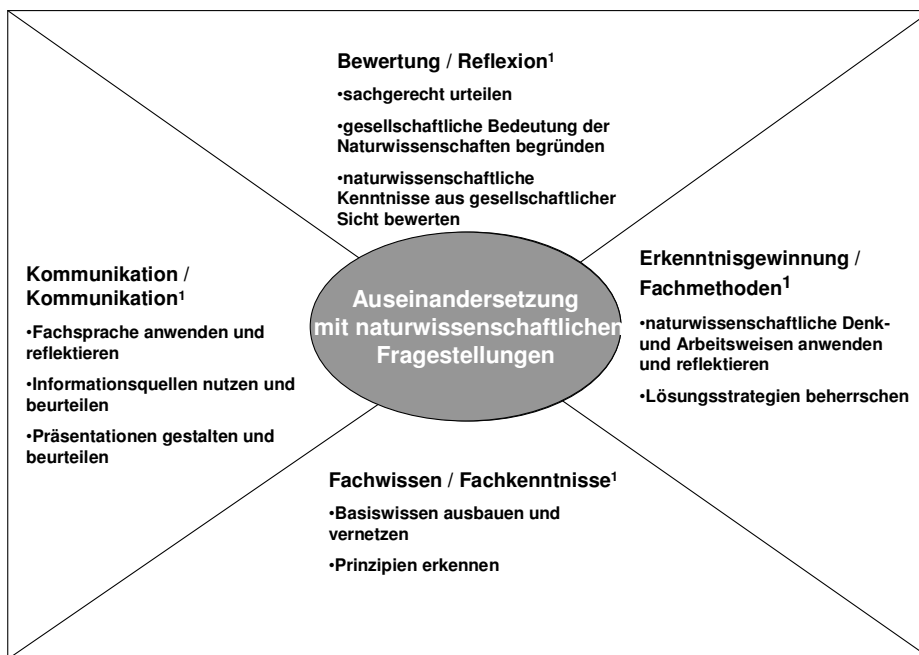 Bewertung / Reflexion¹
•sachgerecht urteilen
•gesellschaftliche Bedeutung der
Naturwissenschaften begründen
•naturwissenschaftliche
Kenntnisse aus gesellschaftlicher
Sicht bewerten
Kommunikation /
Kommunikation¹
•Fachsprache anwenden und
reflektieren
•Informationsquellen nutzen und
beurteilen
•Präsentationen gestalten und
beurteilen
Auseinandersetzung
mit naturwissenschaftlichen
Fragestellungen
Erkenntnisgewinnung /
Fachmethoden¹
•naturwissenschaftliche Denk-
und Arbeitsweisen anwenden
und reflektieren
•Lösungsstrategien beherrschen
Fachwissen / Fachkenntnisse¹
•Basiswissen ausbauen und
vernetzen
•Prinzipien erkennen